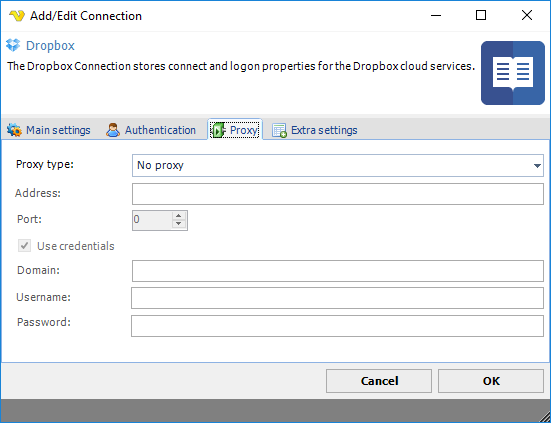 Add/Edit Connection
Dropbox
The Dropbox Connection stores connect and logon properties for the Dropbox cloud services.
Main settings Authentication Proxy Extra settings
Proxy type: No proxy
Address:
Port: 0
Use credentials
Domain:
Username:
Password:
Cancel OK